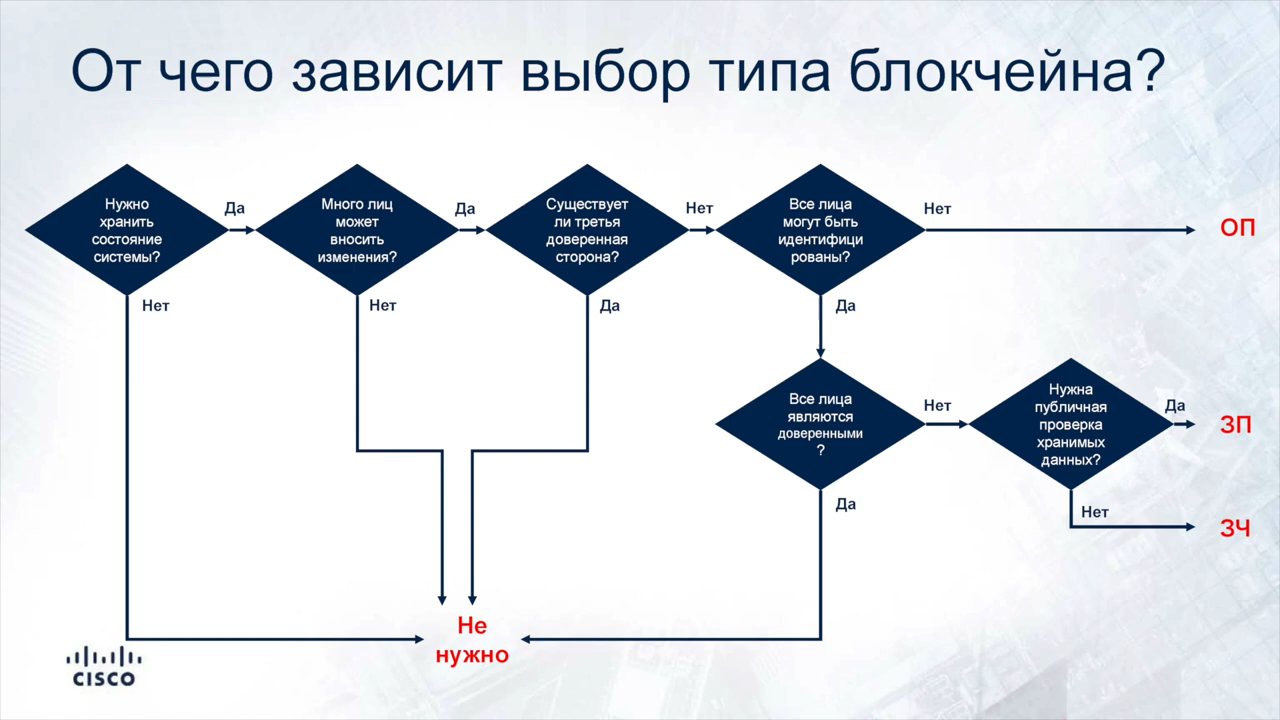 От чего зависит выбор типа блокчейна?
Нужно
хранить
состояние
системы?
Да
Много лиц
может
вносить
изменения?
Да
Существует
ли третья
доверенная
сторона?
Нет
Все лица
могут быть
идентифици
рованы?
Нет
ОП
Нет
Нет
Да
Да
Все лица
являются
доверенными
?
Нет
Нужна
публичная
проверка
хранимых
данных?
Да
ЗП
Да
Нет
ЗЧ
Не
нужно
CISCO